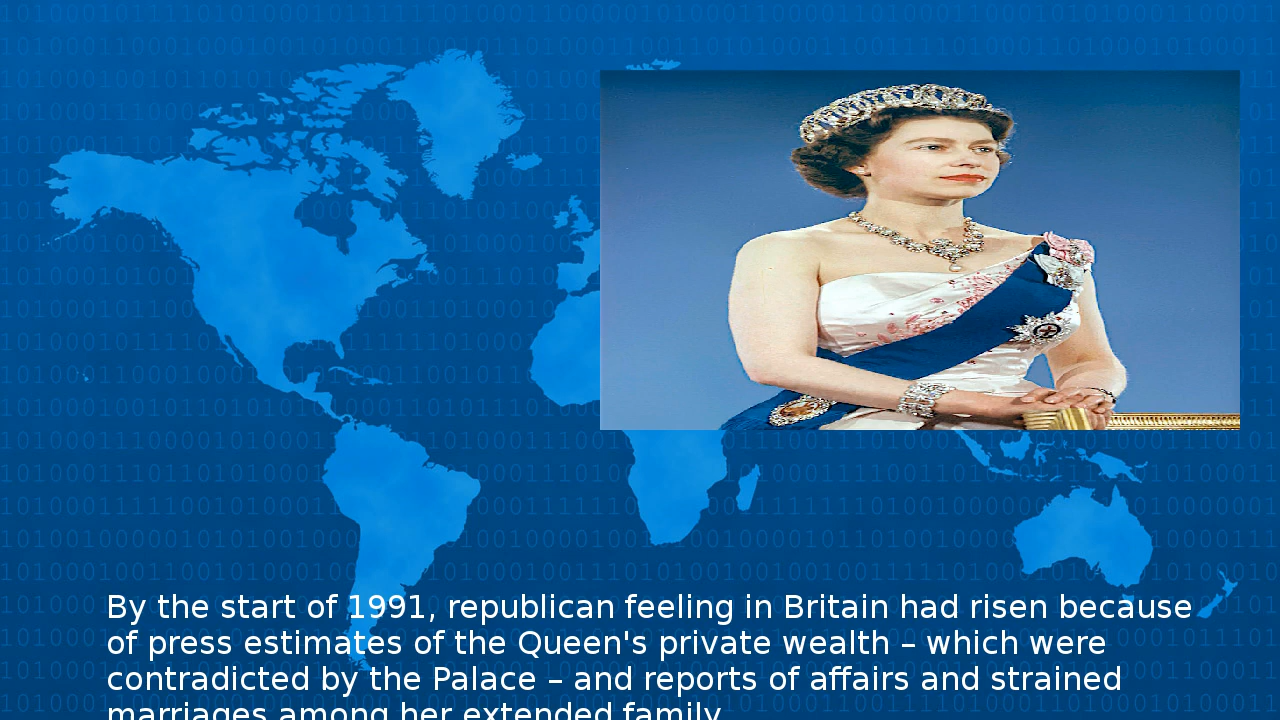 By the start of 1991, republican feeling in Britain had risen because
of press estimates of the Queen's private wealth – which were
contradicted by the Palace – and reports of affairs and strained
marriages among her extended family.